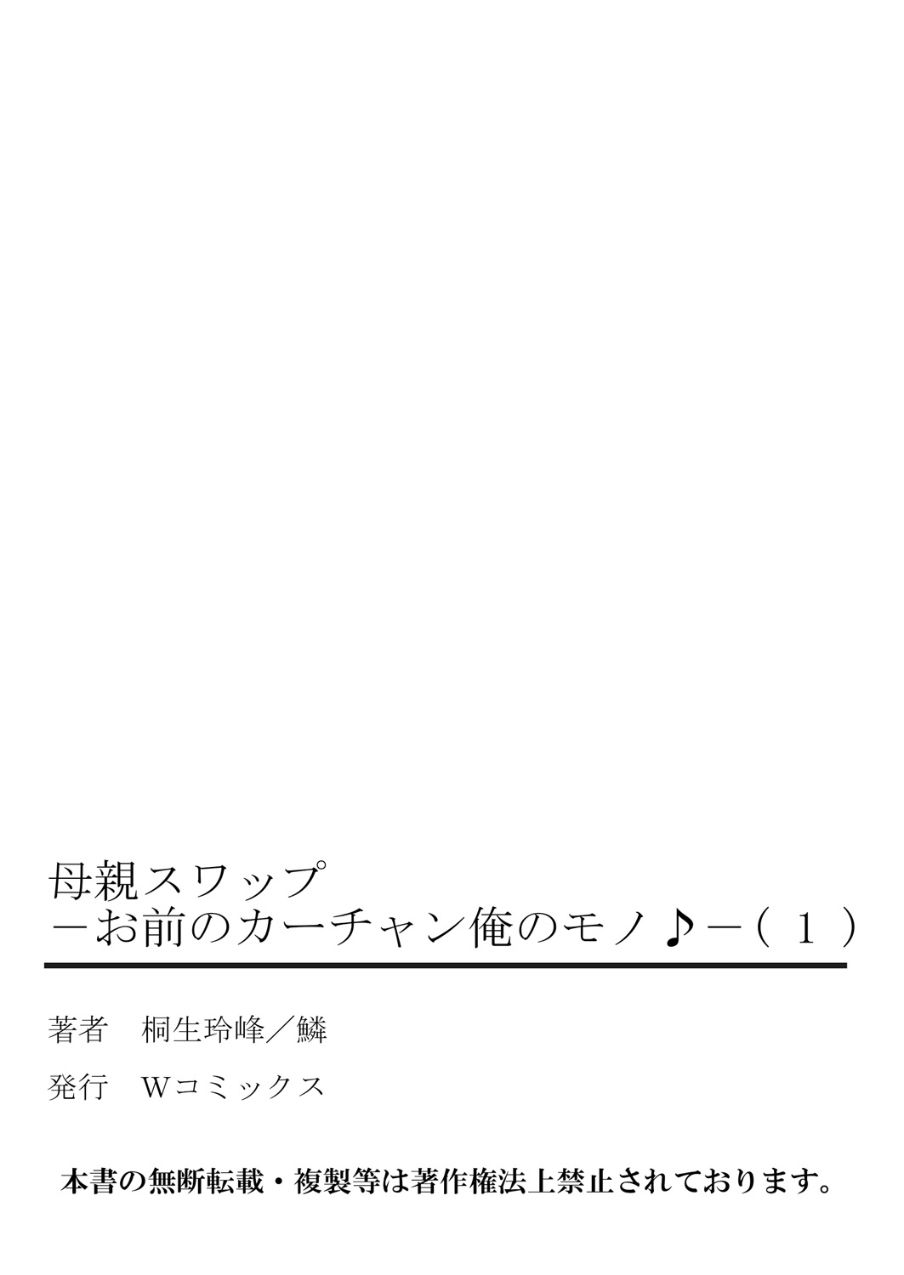 母親スワップ
－お前のカーチャン俺のモノ♪－(１)
著者　桐生玲峰／鱗
発行　Wコミックス
本書の無断転載・複製等は著作権法上禁止されております。